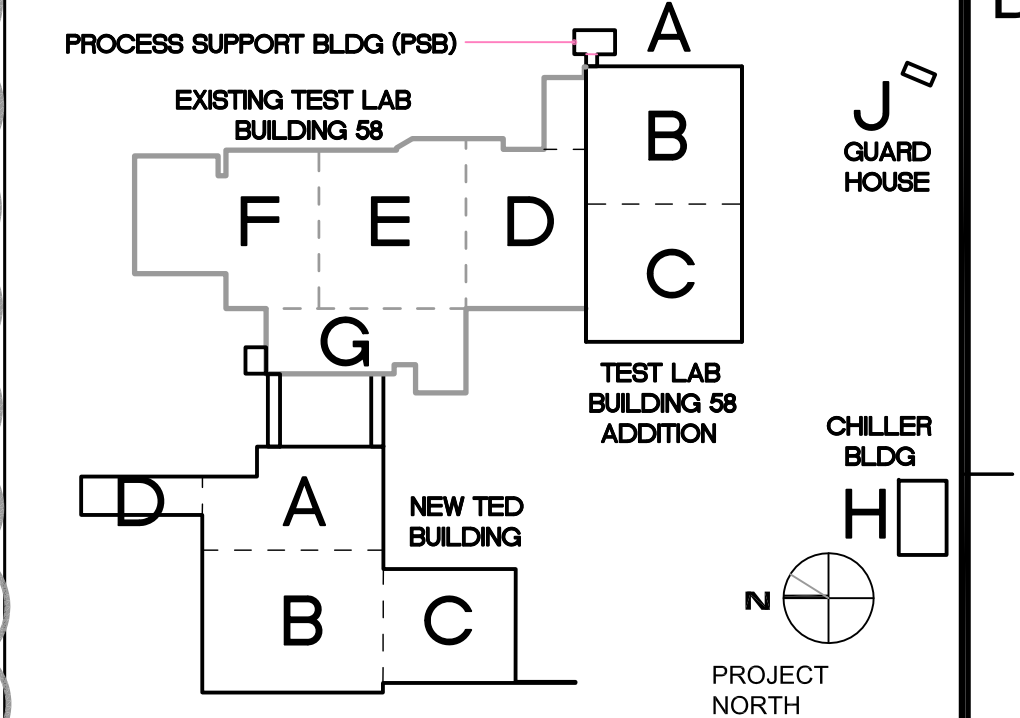 A
PROCESS SUPPORT BLDG (PSB)
EXISTING TEST LAB
BUILDING 58
B
J
GUARD
HOUSE
F
E
D
C
G
TEST LAB
BUILDING 58
ADDITION
CHILLER
BLDG
H
D
A
NEW TED
BUILDING
B
C
N
PROJECT
NORTH